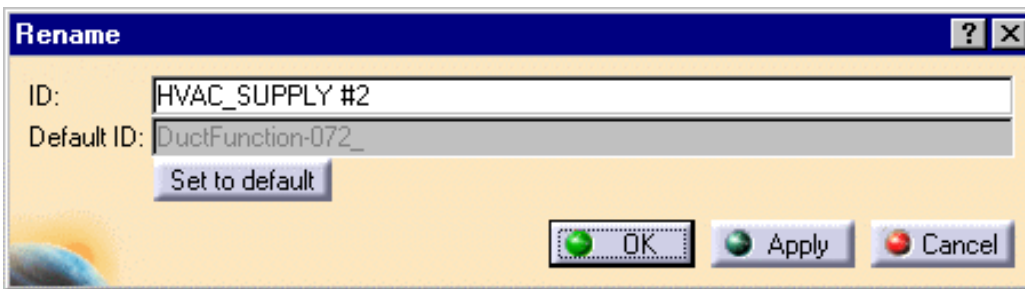 Rename
ID: HVAC_SUPPLY #2
Default ID: DuctFunction-072_
Set to default
OK Apply Cancel